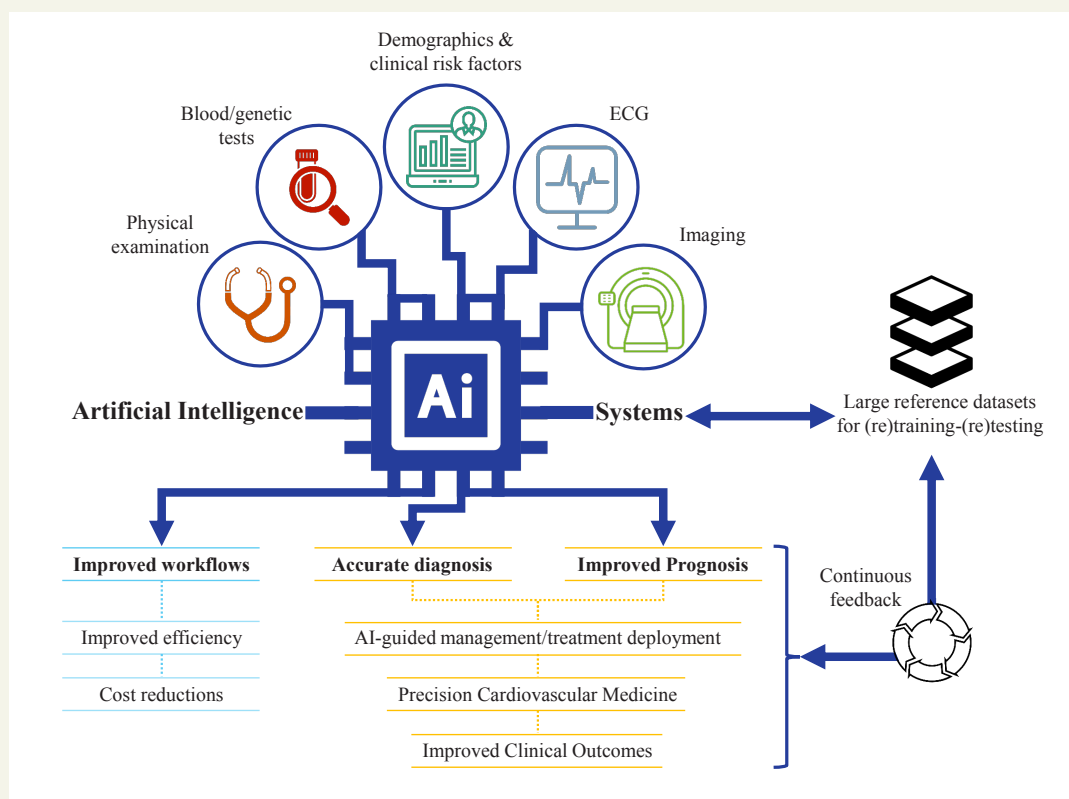 Demographics &
clinical risk factors
Blood/genetic
tests
ECG
Physical
examination
Imaging
Ai
Artificial Intelligence
Systems
Large reference datasets
for (re)training-(re)testing
Improved workflows
Accurate diagnosis
Improved Prognosis
Continuous
feedback
Improved efficiency
AI-guided management/treatment deployment
Cost reductions
Precision Cardiovascular Medicine
Improved Clinical Outcomes